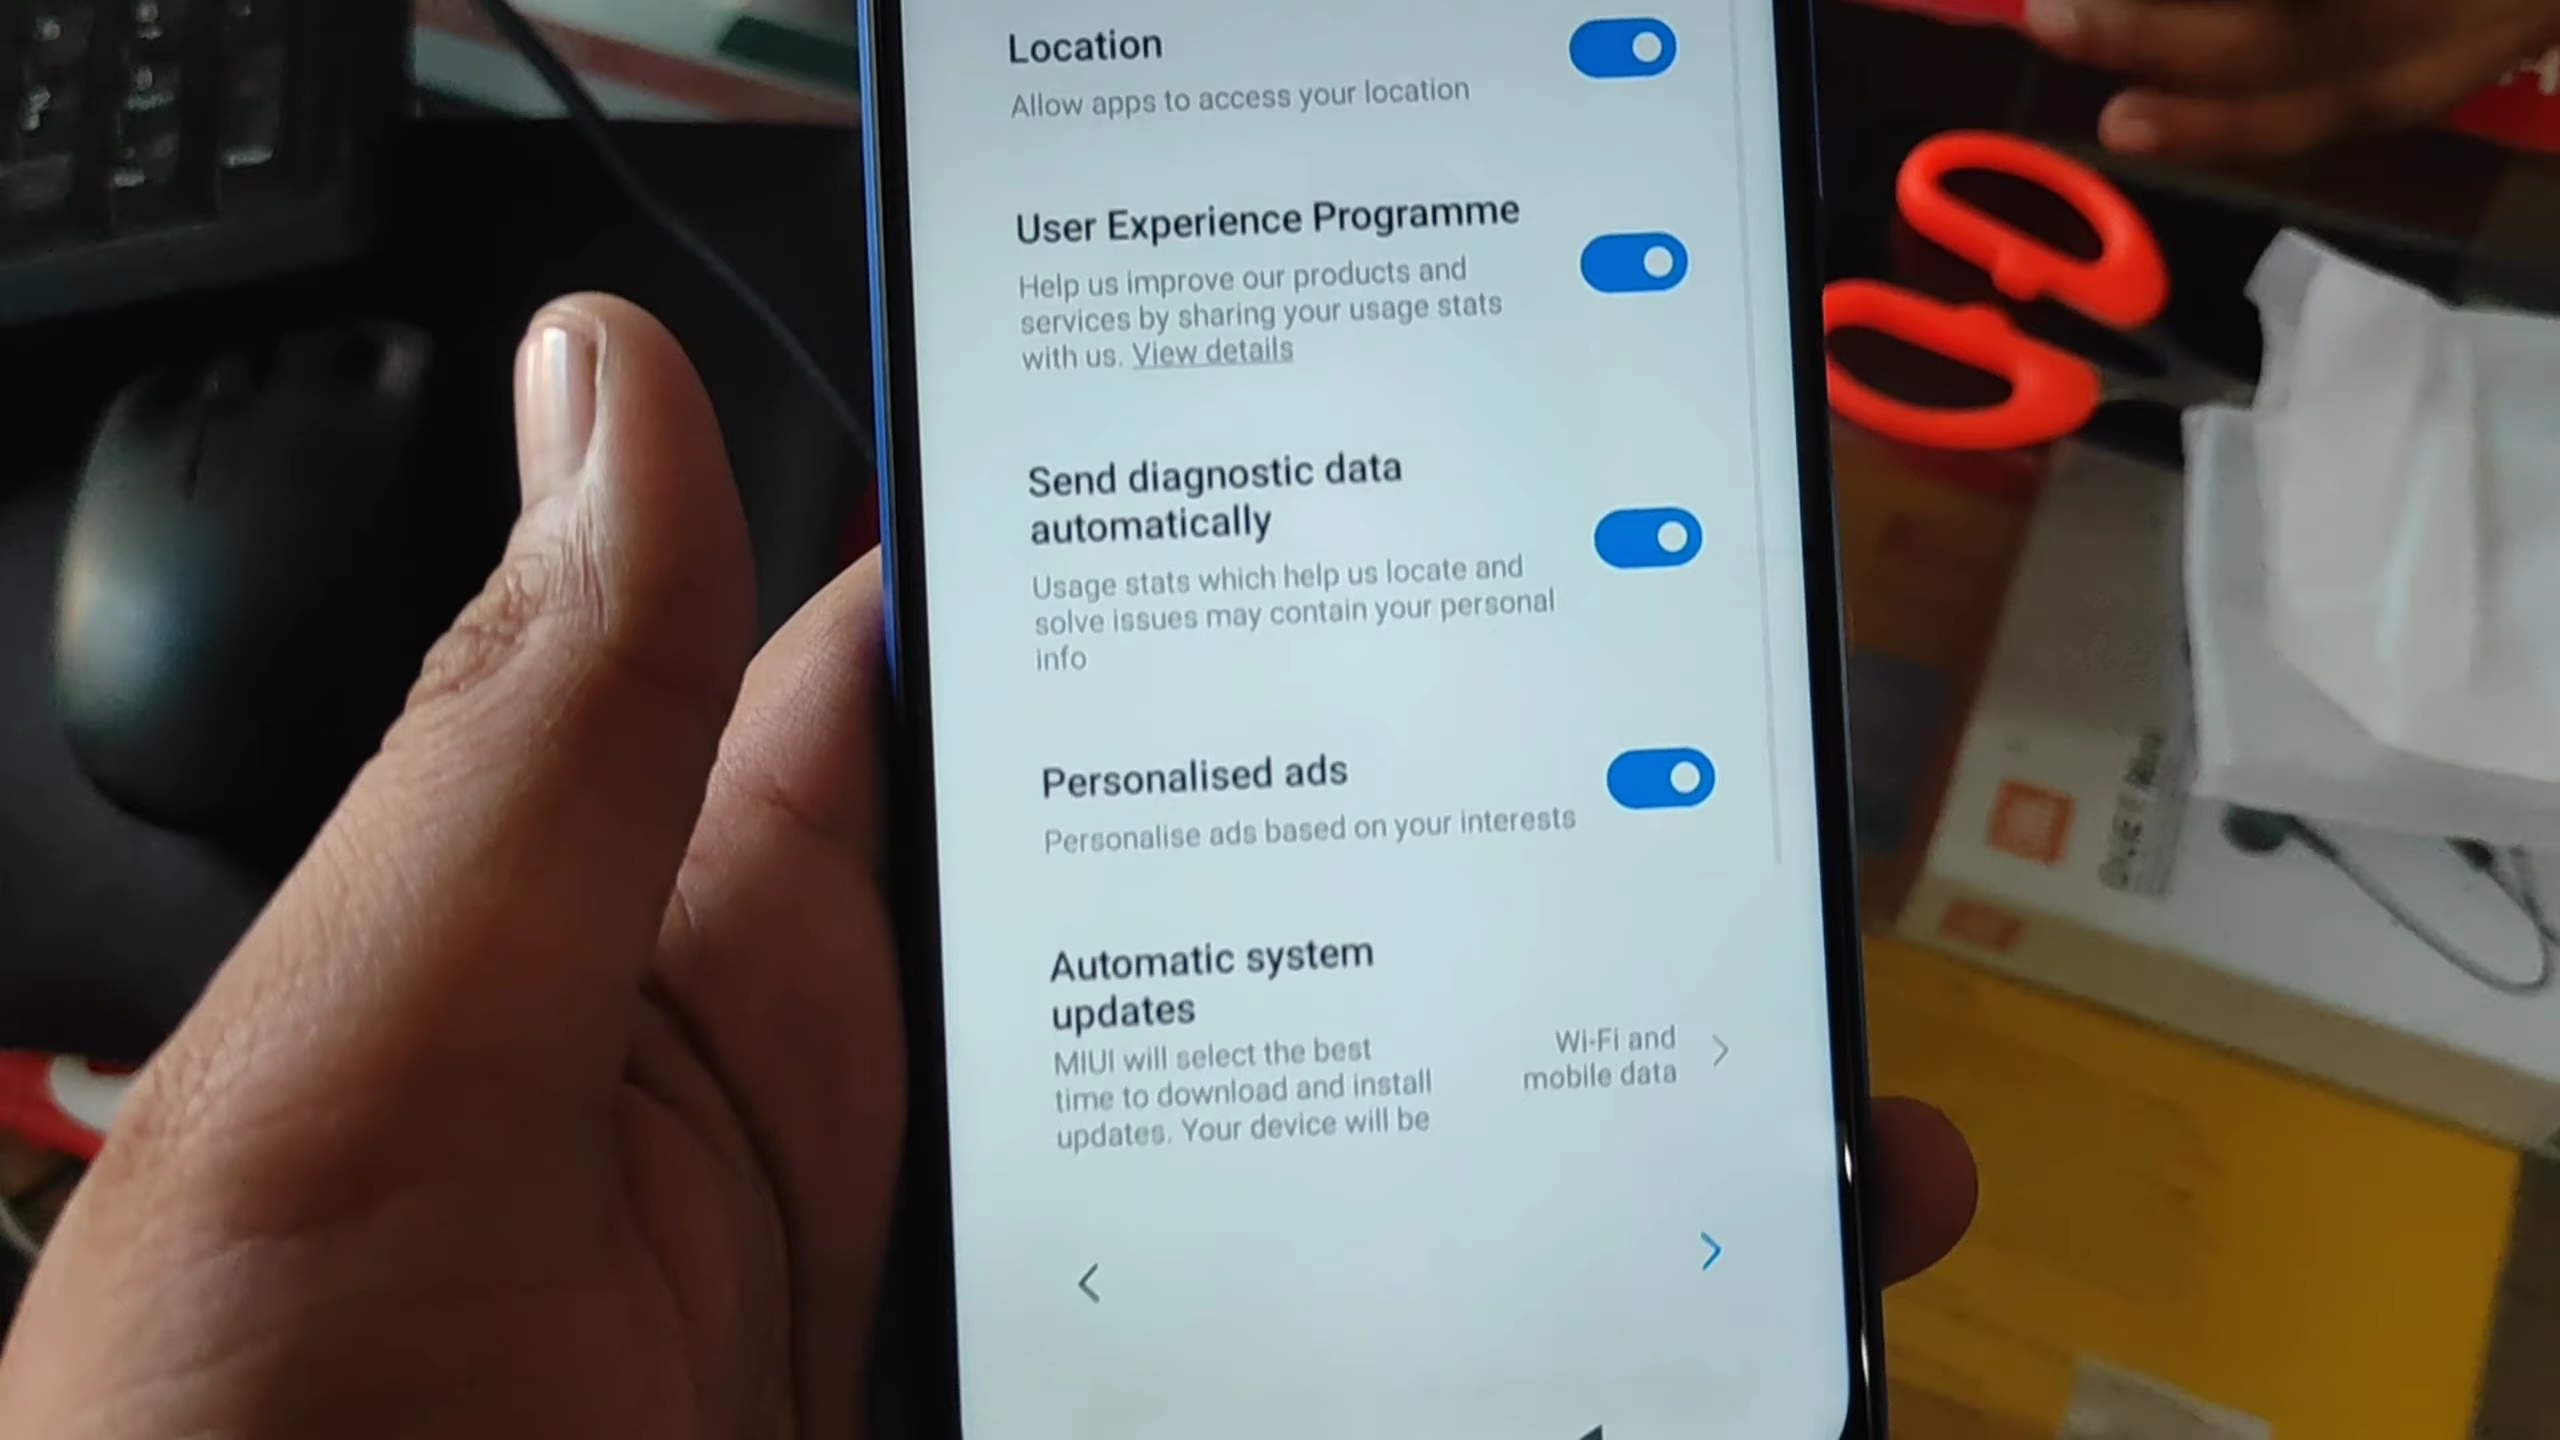 Location
Allow apps to access your location
User Experience Programme
Help us improve our products and
services by sharing your usage stats
with us. View details
Send diagnostic data
automatically
Usage stats which help us locate and
solve issues may contain your personal
info
Personalised ads
Personalise ads based on your interests
Automatic system
updates
MIUI will select the best
time to download and install
updates. Your device will be
Wi-Fi and
mobile data